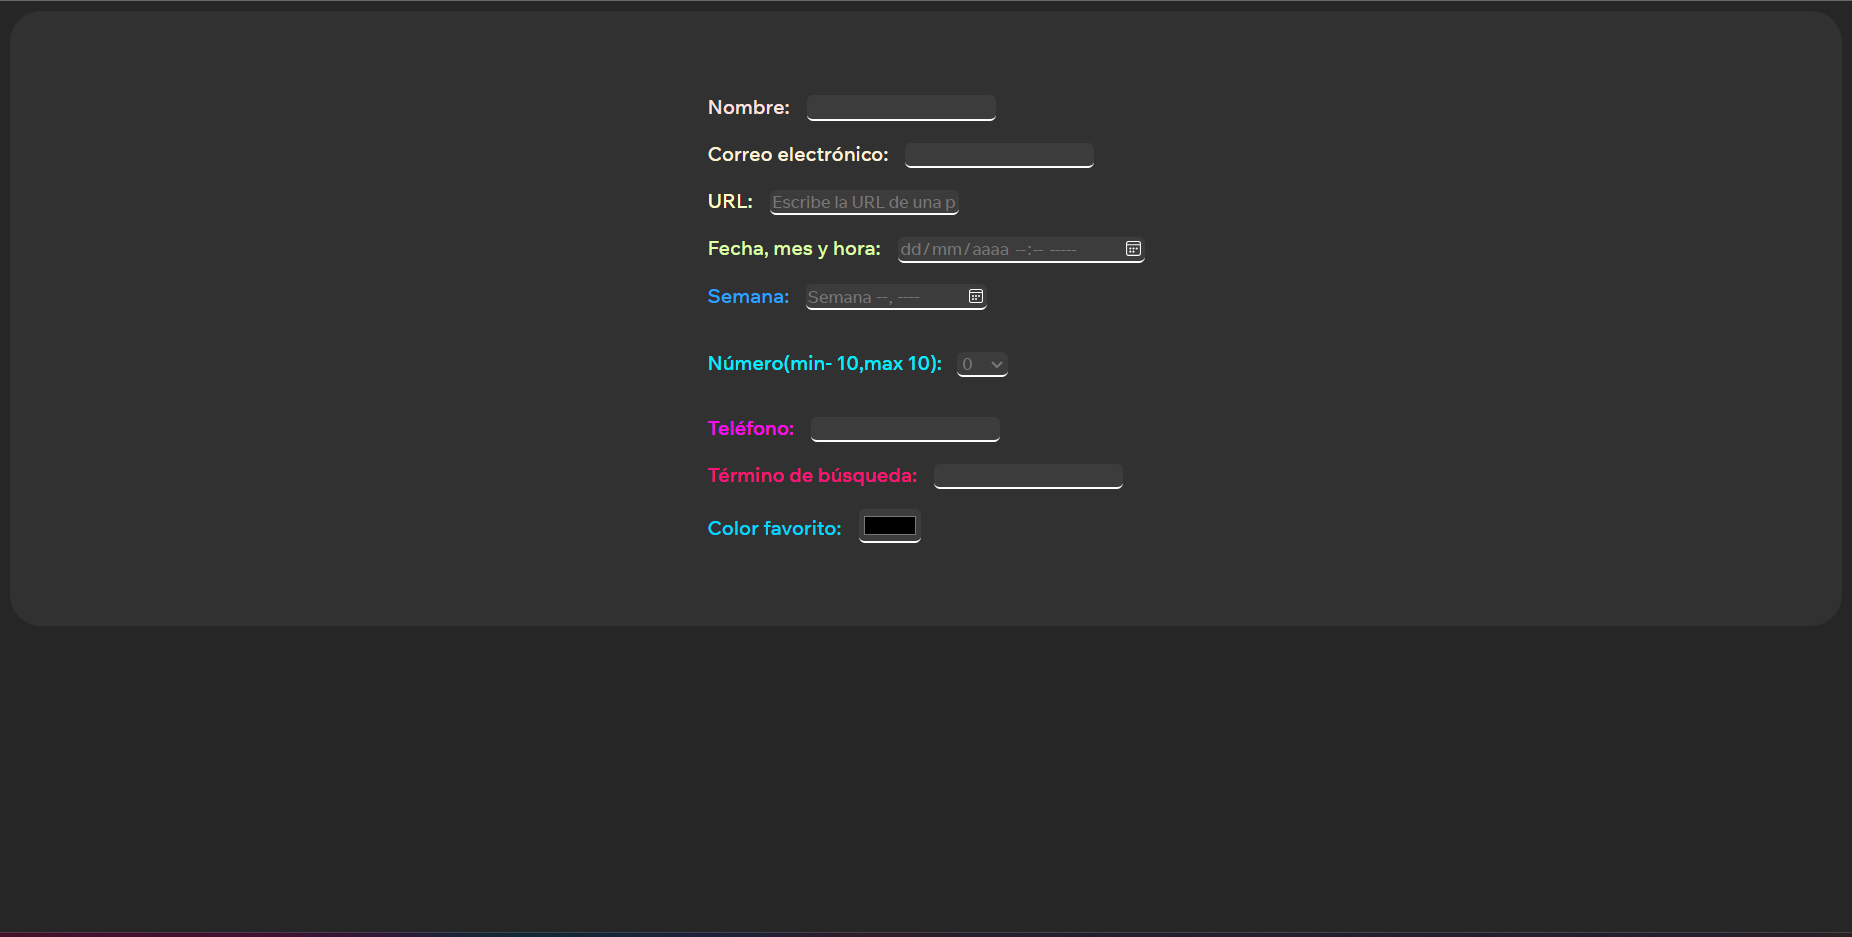 Nombre:
Correo electrónico:
URL: Escribe la URL de una p
Fecha, mes y hora: dd/mm/aaaa --:-- -----
Semana: Semana --, ----
Número(min- 10,max 10): 0
Teléfono:
Término de búsqueda:
Color favorito: